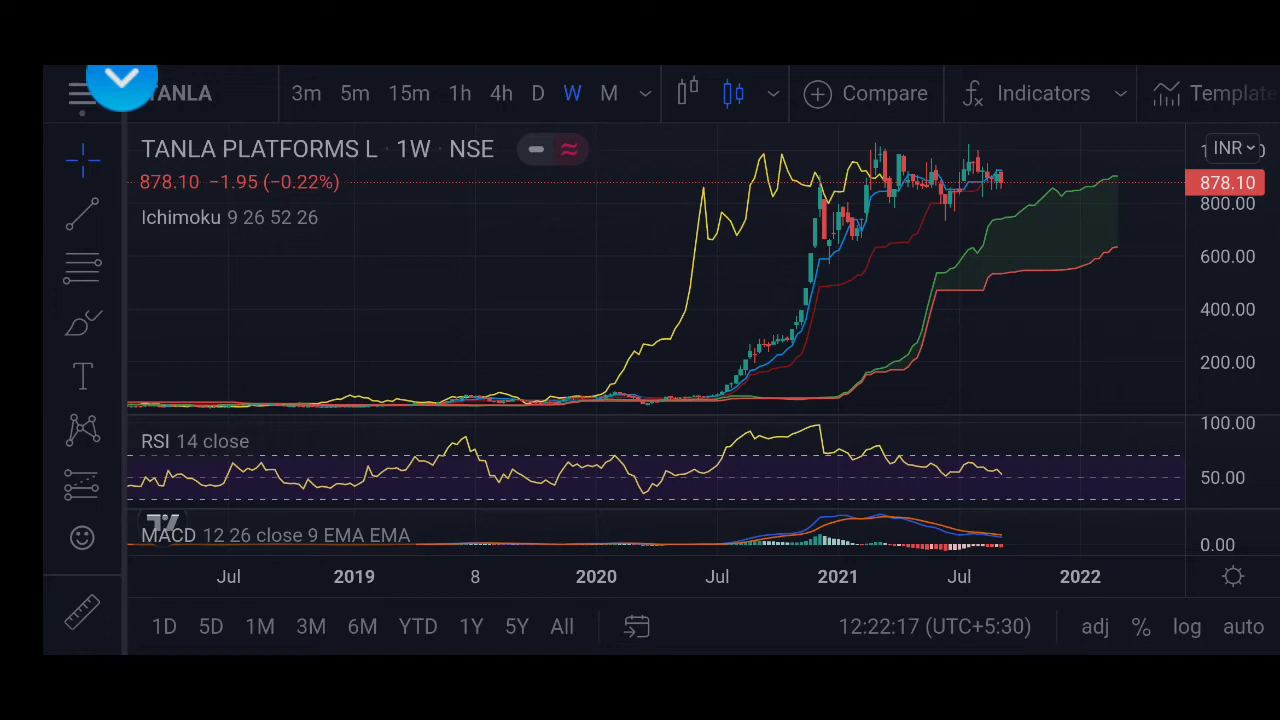 TANLA 3m 5m 15m 1h 4h D W M Compare Indicators Template
TANLA PLATFORMS L · 1W · NSE
INR
878.10 −1.95 (−0.22%)
878.10
Ichimoku 9 26 52 26
800.00
600.00
400.00
200.00
RSI 14 close
100.00
50.00
MACD 12 26 close 9 EMA EMA
0.00
Jul 2019 8 2020 Jul 2021 Jul 2022
1D 5D 1M 3M 6M YTD 1Y 5Y All 12:22:17 (UTC+5:30) adj % log auto